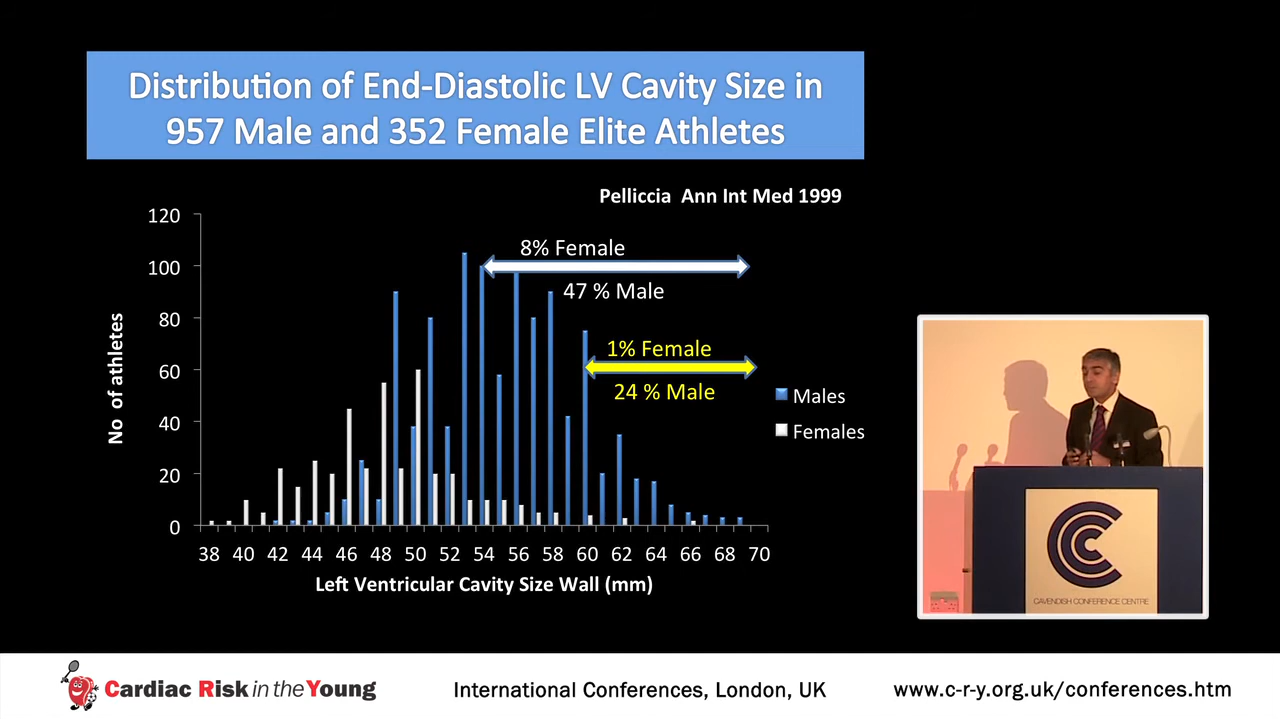 Distribution of End-Diastolic LV Cavity Size in
957 Male and 352 Female Elite Athletes
Pelliccia  Ann Int Med 1999
120
100
80
60
40
20
0
No  of athletes
8% Female
47 % Male
1% Female
24 % Male
Males
Females
38 40 42 44 46 48 50 52 54 56 58 60 62 64 66 68 70
Left Ventricular Cavity Size Wall (mm)
CAVENDISH CONFERENCE CENTRE
Cardiac Risk in the Young
International Conferences, London, UK
www.c-r-y.org.uk/conferences.htm